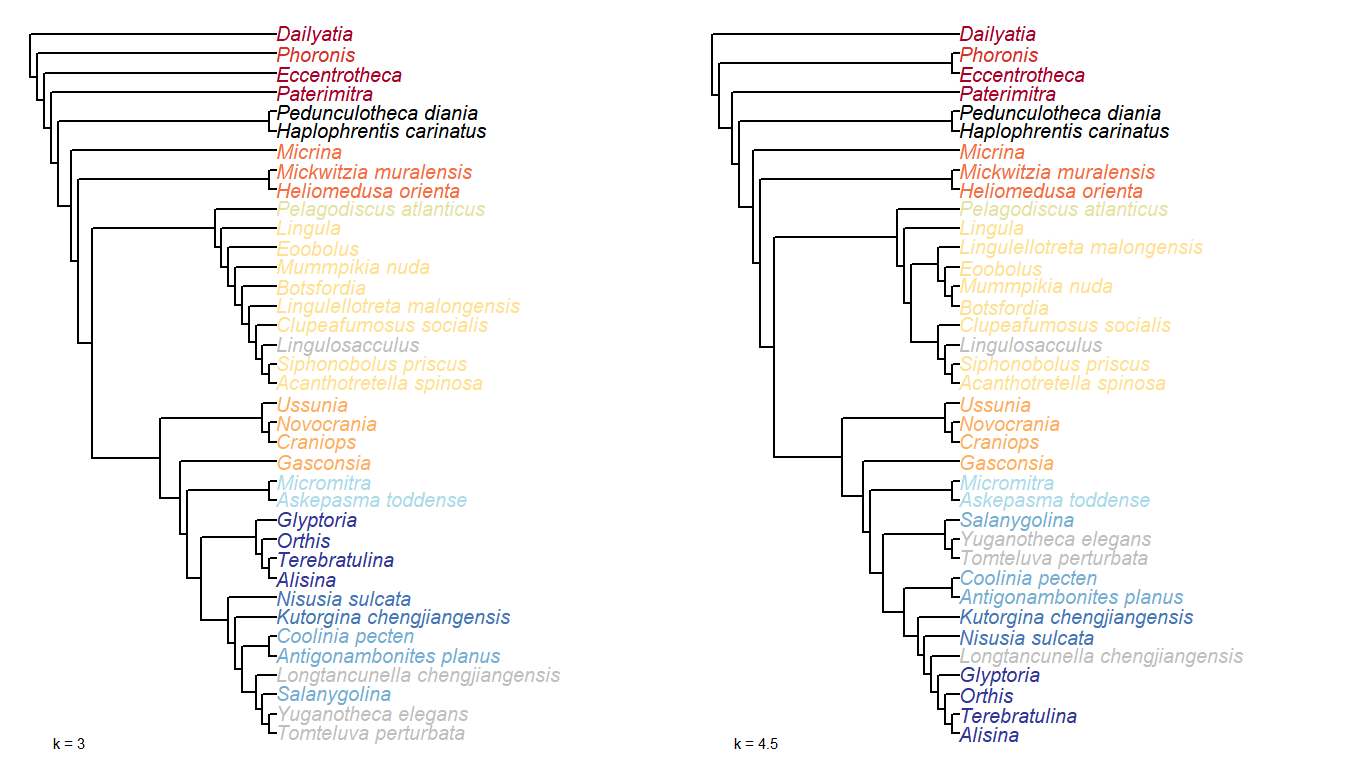 Dailyatia
Phoronis
Eccentrotheca
Paterimitra
Pedunculotheca diania
Haplophrentis carinatus
Micrina
Mickwitzia muralensis
Heliomedusa orienta
Pelagodiscus atlanticus
Lingula
Eoobolus
Mummpikia nuda
Botsfordia
Lingulellotreta malongensis
Clupeafumosus socialis
Lingulosacculus
Siphonobolus priscus
Acanthotretella spinosa
Ussunia
Novocrania
Craniops
Gasconsia
Micromitra
Askepasma toddense
Glyptoria
Orthis
Terebratulina
Alisina
Nisusia sulcata
Kutorgina chengjiangensis
Coolinia pecten
Antigonambonites planus
Longtancunella chengjiangensis
Salanygolina
Yuganotheca elegans
Tomteluva perturbata
k = 3
Dailyatia
Phoronis
Eccentrotheca
Paterimitra
Pedunculotheca diania
Haplophrentis carinatus
Micrina
Mickwitzia muralensis
Heliomedusa orienta
Pelagodiscus atlanticus
Lingula
Lingulellotreta malongensis
Eoobolus
Mummpikia nuda
Botsfordia
Clupeafumosus socialis
Lingulosacculus
Siphonobolus priscus
Acanthotretella spinosa
Ussunia
Novocrania
Craniops
Gasconsia
Micromitra
Askepasma toddense
Salanygolina
Yuganotheca elegans
Tomteluva perturbata
Coolinia pecten
Antigonambonites planus
Kutorgina chengjiangensis
Nisusia sulcata
Longtancunella chengjiangensis
Glyptoria
Orthis
Terebratulina
Alisina
k = 4.5